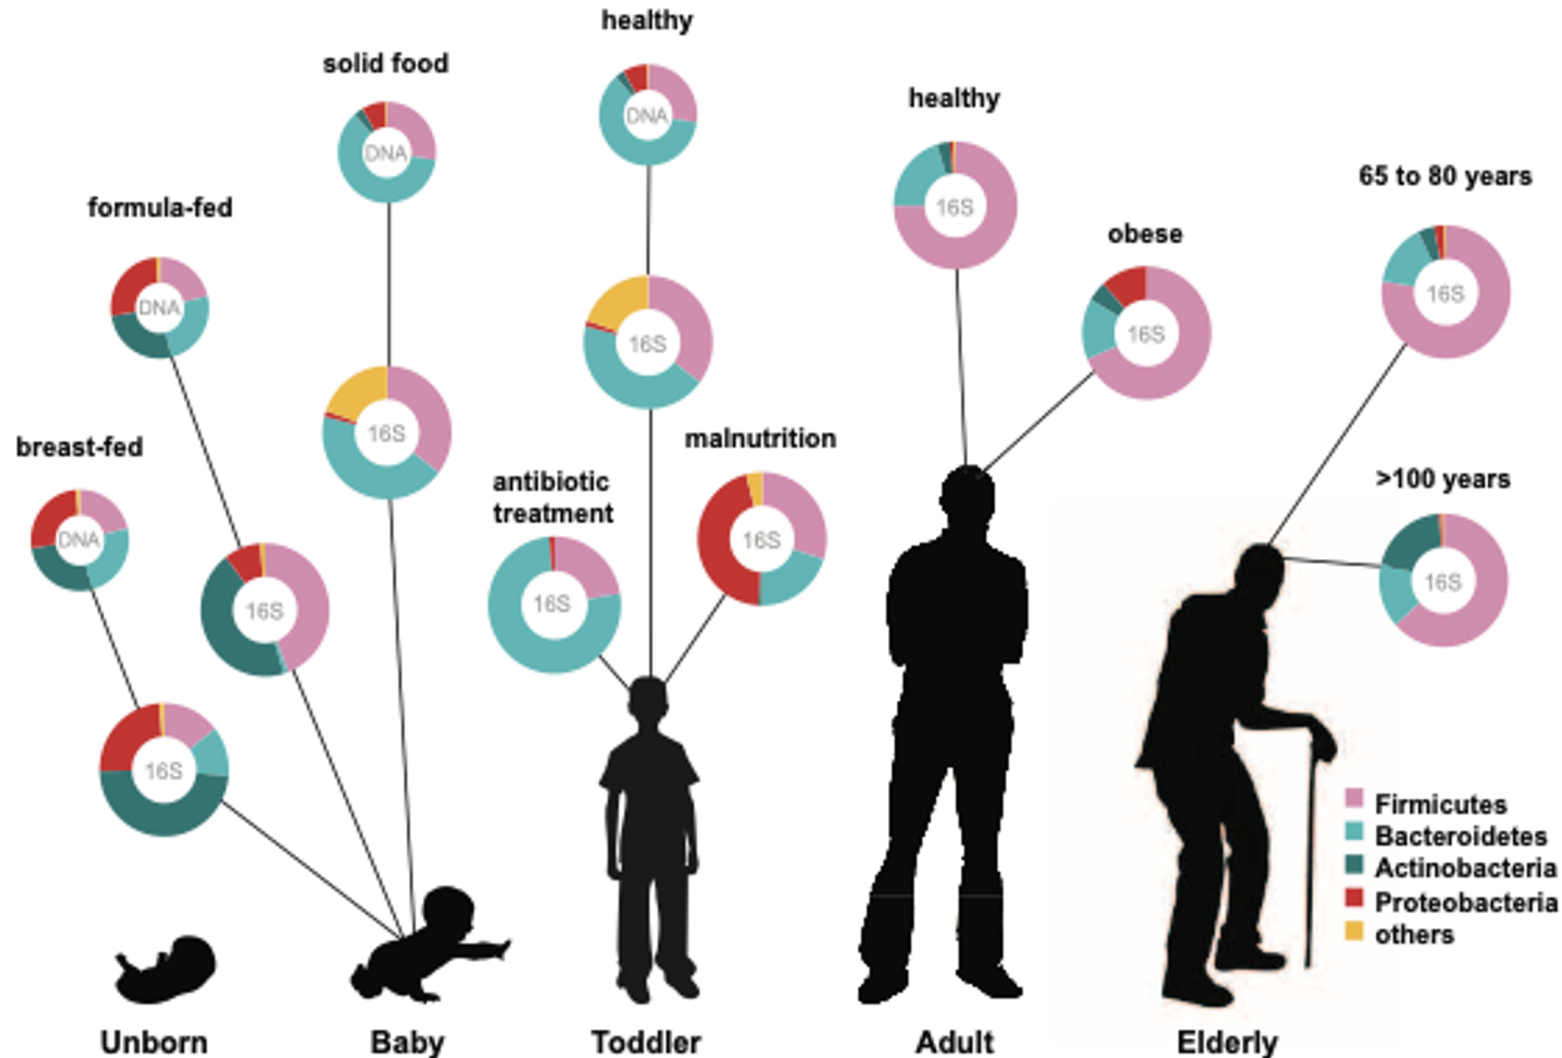 healthy
solid food
DNA
DNA
healthy
formula-fed
65 to 80 years
16S
DNA
obese
16S
16S
16S
breast-fed
malnutrition
16S
antibiotic
treatment
>100 years
DNA
16S
16S
16S
16S
16S
Firmicutes
Bacteroidetes
Actinobacteria
Proteobacteria
others
Unborn
Baby
Toddler
Adult
Elderly